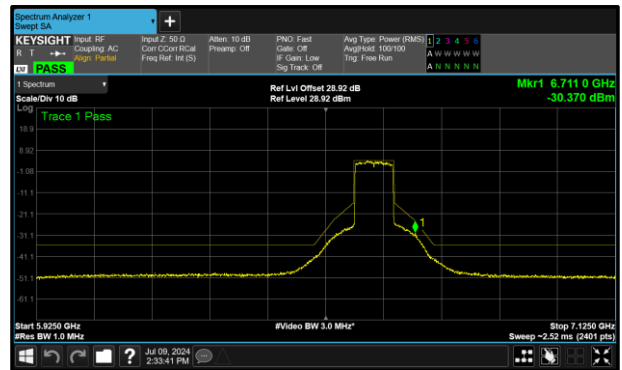 Spectrum Analyzer 1
Swept SA
+
KEYSIGHT
R T
LXI PASS
Input: RF
Coupling: AC
Align: Partial
Input Z: 50 Ω
Corr CCorr RCal
Freq Ref: Int (S)
Atten: 10 dB
Preamp: Off
PNO: Fast
Gate: Off
IF Gain: Low
Sig Track: Off
Avg Type: Power (RMS)
Avg|Hold: 100/100
Trig: Free Run
1 2 3 4 5 6
A W W W W W
A N N N N N
1 Spectrum
Scale/Div 10 dB
Ref Lvl Offset 28.92 dB
Ref Level 28.92 dBm
Mkr1 6.711 0 GHz
-30.370 dBm
Log
Trace 1 Pass
18.9
8.92
-1.08
-11.1
-21.1
1
-31.1
-41.1
-51.1
-61.1
Start 5.9250 GHz
#Res BW 1.0 MHz
#Video BW 3.0 MHz*
Stop 7.1250 GHz
Sweep ~2.52 ms (2401 pts)
?
Jul 09, 2024
2:33:41 PM